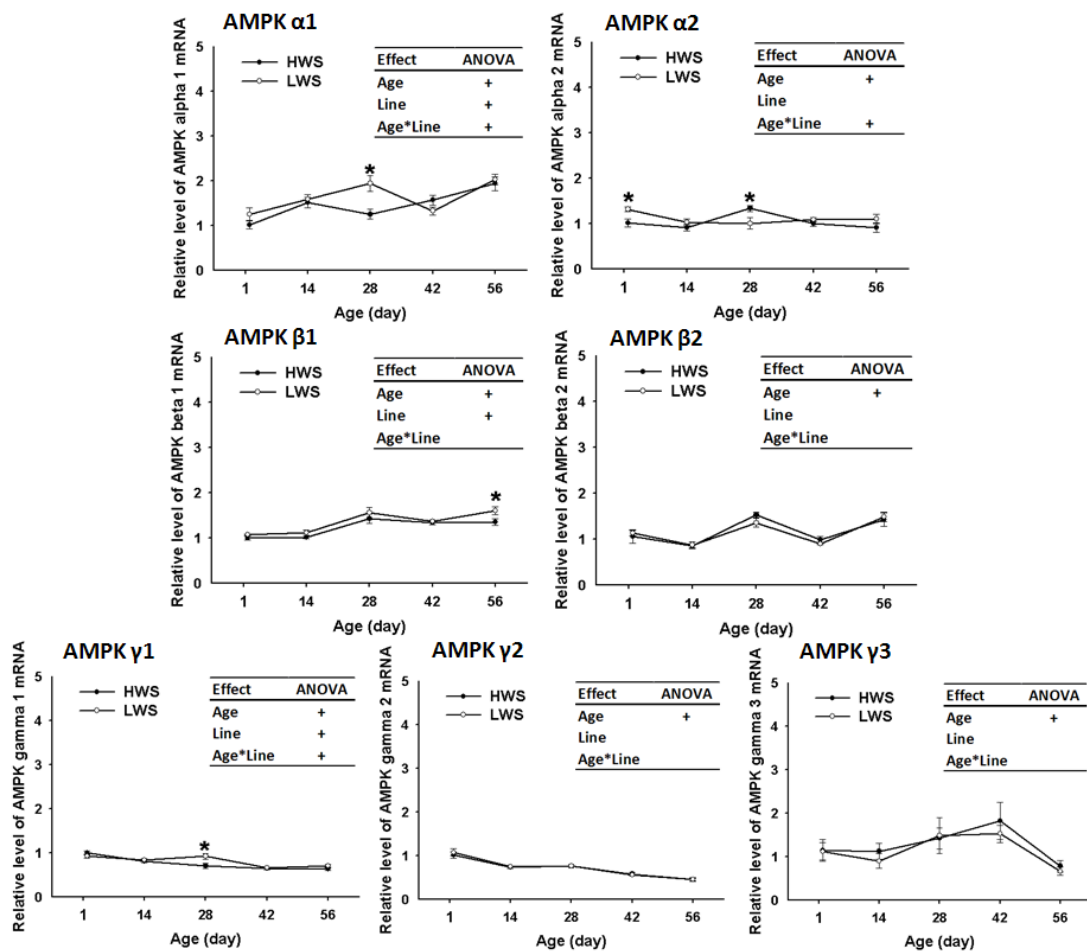 AMPK α1
Relative level of AMPK alpha 1 mRNA
5
4
3
2
1
0
HWS
LWS
Effect ANOVA
Age +
Line +
Age*Line +
*
1 14 28 42 56
Age (day)
AMPK α2
Relative level of AMPK alpha 2 mRNA
5
4
3
2
1
0
HWS
LWS
Effect ANOVA
Age +
Line
Age*Line +
* *
1 14 28 42 56
Age (day)
AMPK β1
Relative level of AMPK beta 1 mRNA
5
4
3
2
1
0
HWS
LWS
Effect ANOVA
Age +
Line +
Age*Line
*
1 14 28 42 56
Age (day)
AMPK β2
Relative level of AMPK beta 2 mRNA
5
4
3
2
1
0
HWS
LWS
Effect ANOVA
Age +
Line
Age*Line
1 14 28 42 56
Age (day)
AMPK γ1
Relative level of AMPK gamma 1 mRNA
5
4
3
2
1
0
HWS
LWS
Effect ANOVA
Age +
Line +
Age*Line +
*
1 14 28 42 56
Age (day)
AMPK γ2
Relative level of AMPK gamma 2 mRNA
5
4
3
2
1
0
HWS
LWS
Effect ANOVA
Age +
Line
Age*Line
1 14 28 42 56
Age (day)
AMPK γ3
Relative level of AMPK gamma 3 mRNA
5
4
3
2
1
0
HWS
LWS
Effect ANOVA
Age +
Line
Age*Line
1 14 28 42 56
Age (day)